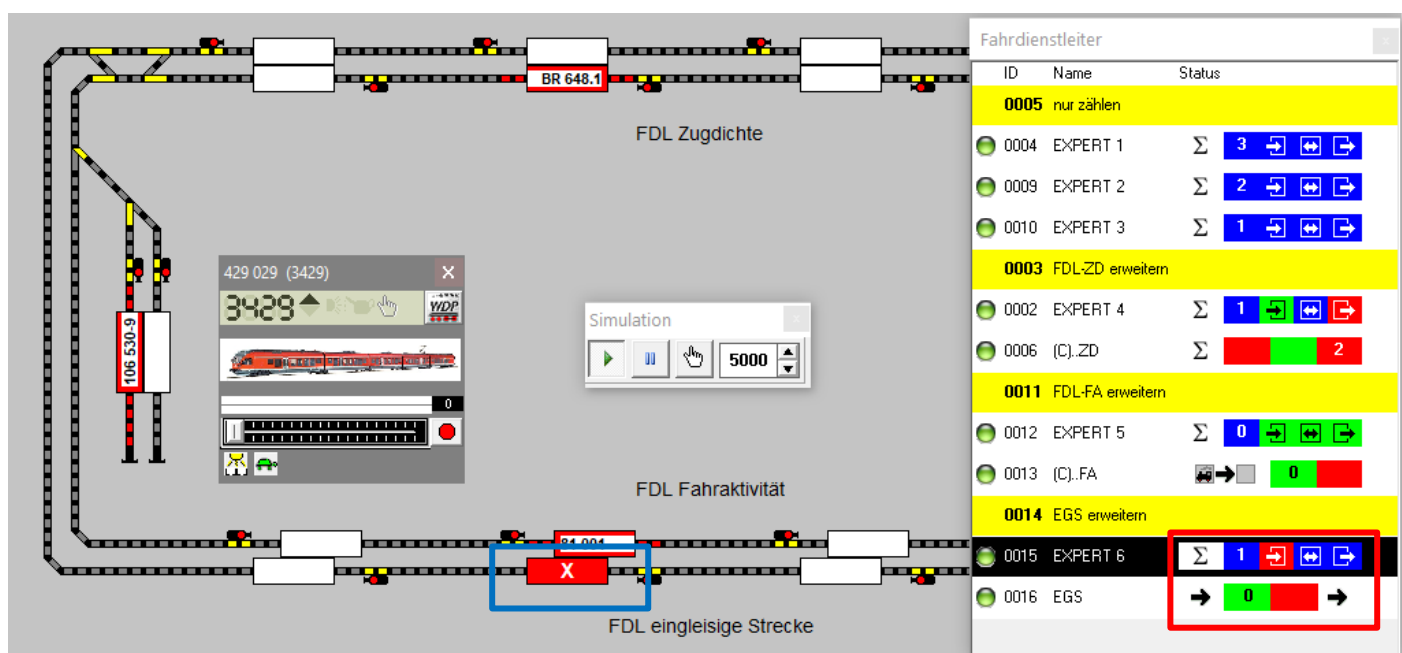 Fahrdienstleiter
ID Name Status
0005 nur zählen
0004 EXPERT 1 Σ 3
0009 EXPERT 2 Σ 2
0010 EXPERT 3 Σ 1
0003 FDL-ZD erweitern
0002 EXPERT 4 Σ 1
0006 (C)..ZD Σ 2
0011 FDL-FA erweitern
0012 EXPERT 5 Σ 0
0013 (C)..FA 0
0014 EGS erweitern
0015 EXPERT 6 Σ 1
0016 EGS 0
BR 648.1
FDL Zugdichte
429 029 (3429) X
3429 WDP
0
Simulation
5000
106 530-9
FDL Fahraktivität
81 001
X
FDL eingleisige Strecke